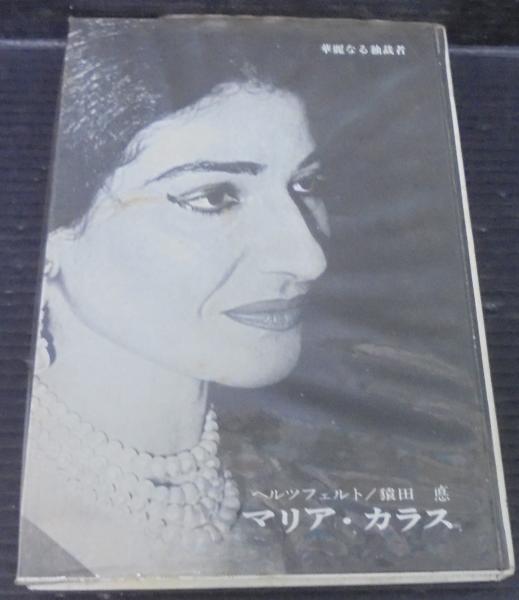 華麗なる独裁者
ヘルツフェルト/猿田 悳
マリア・カラス